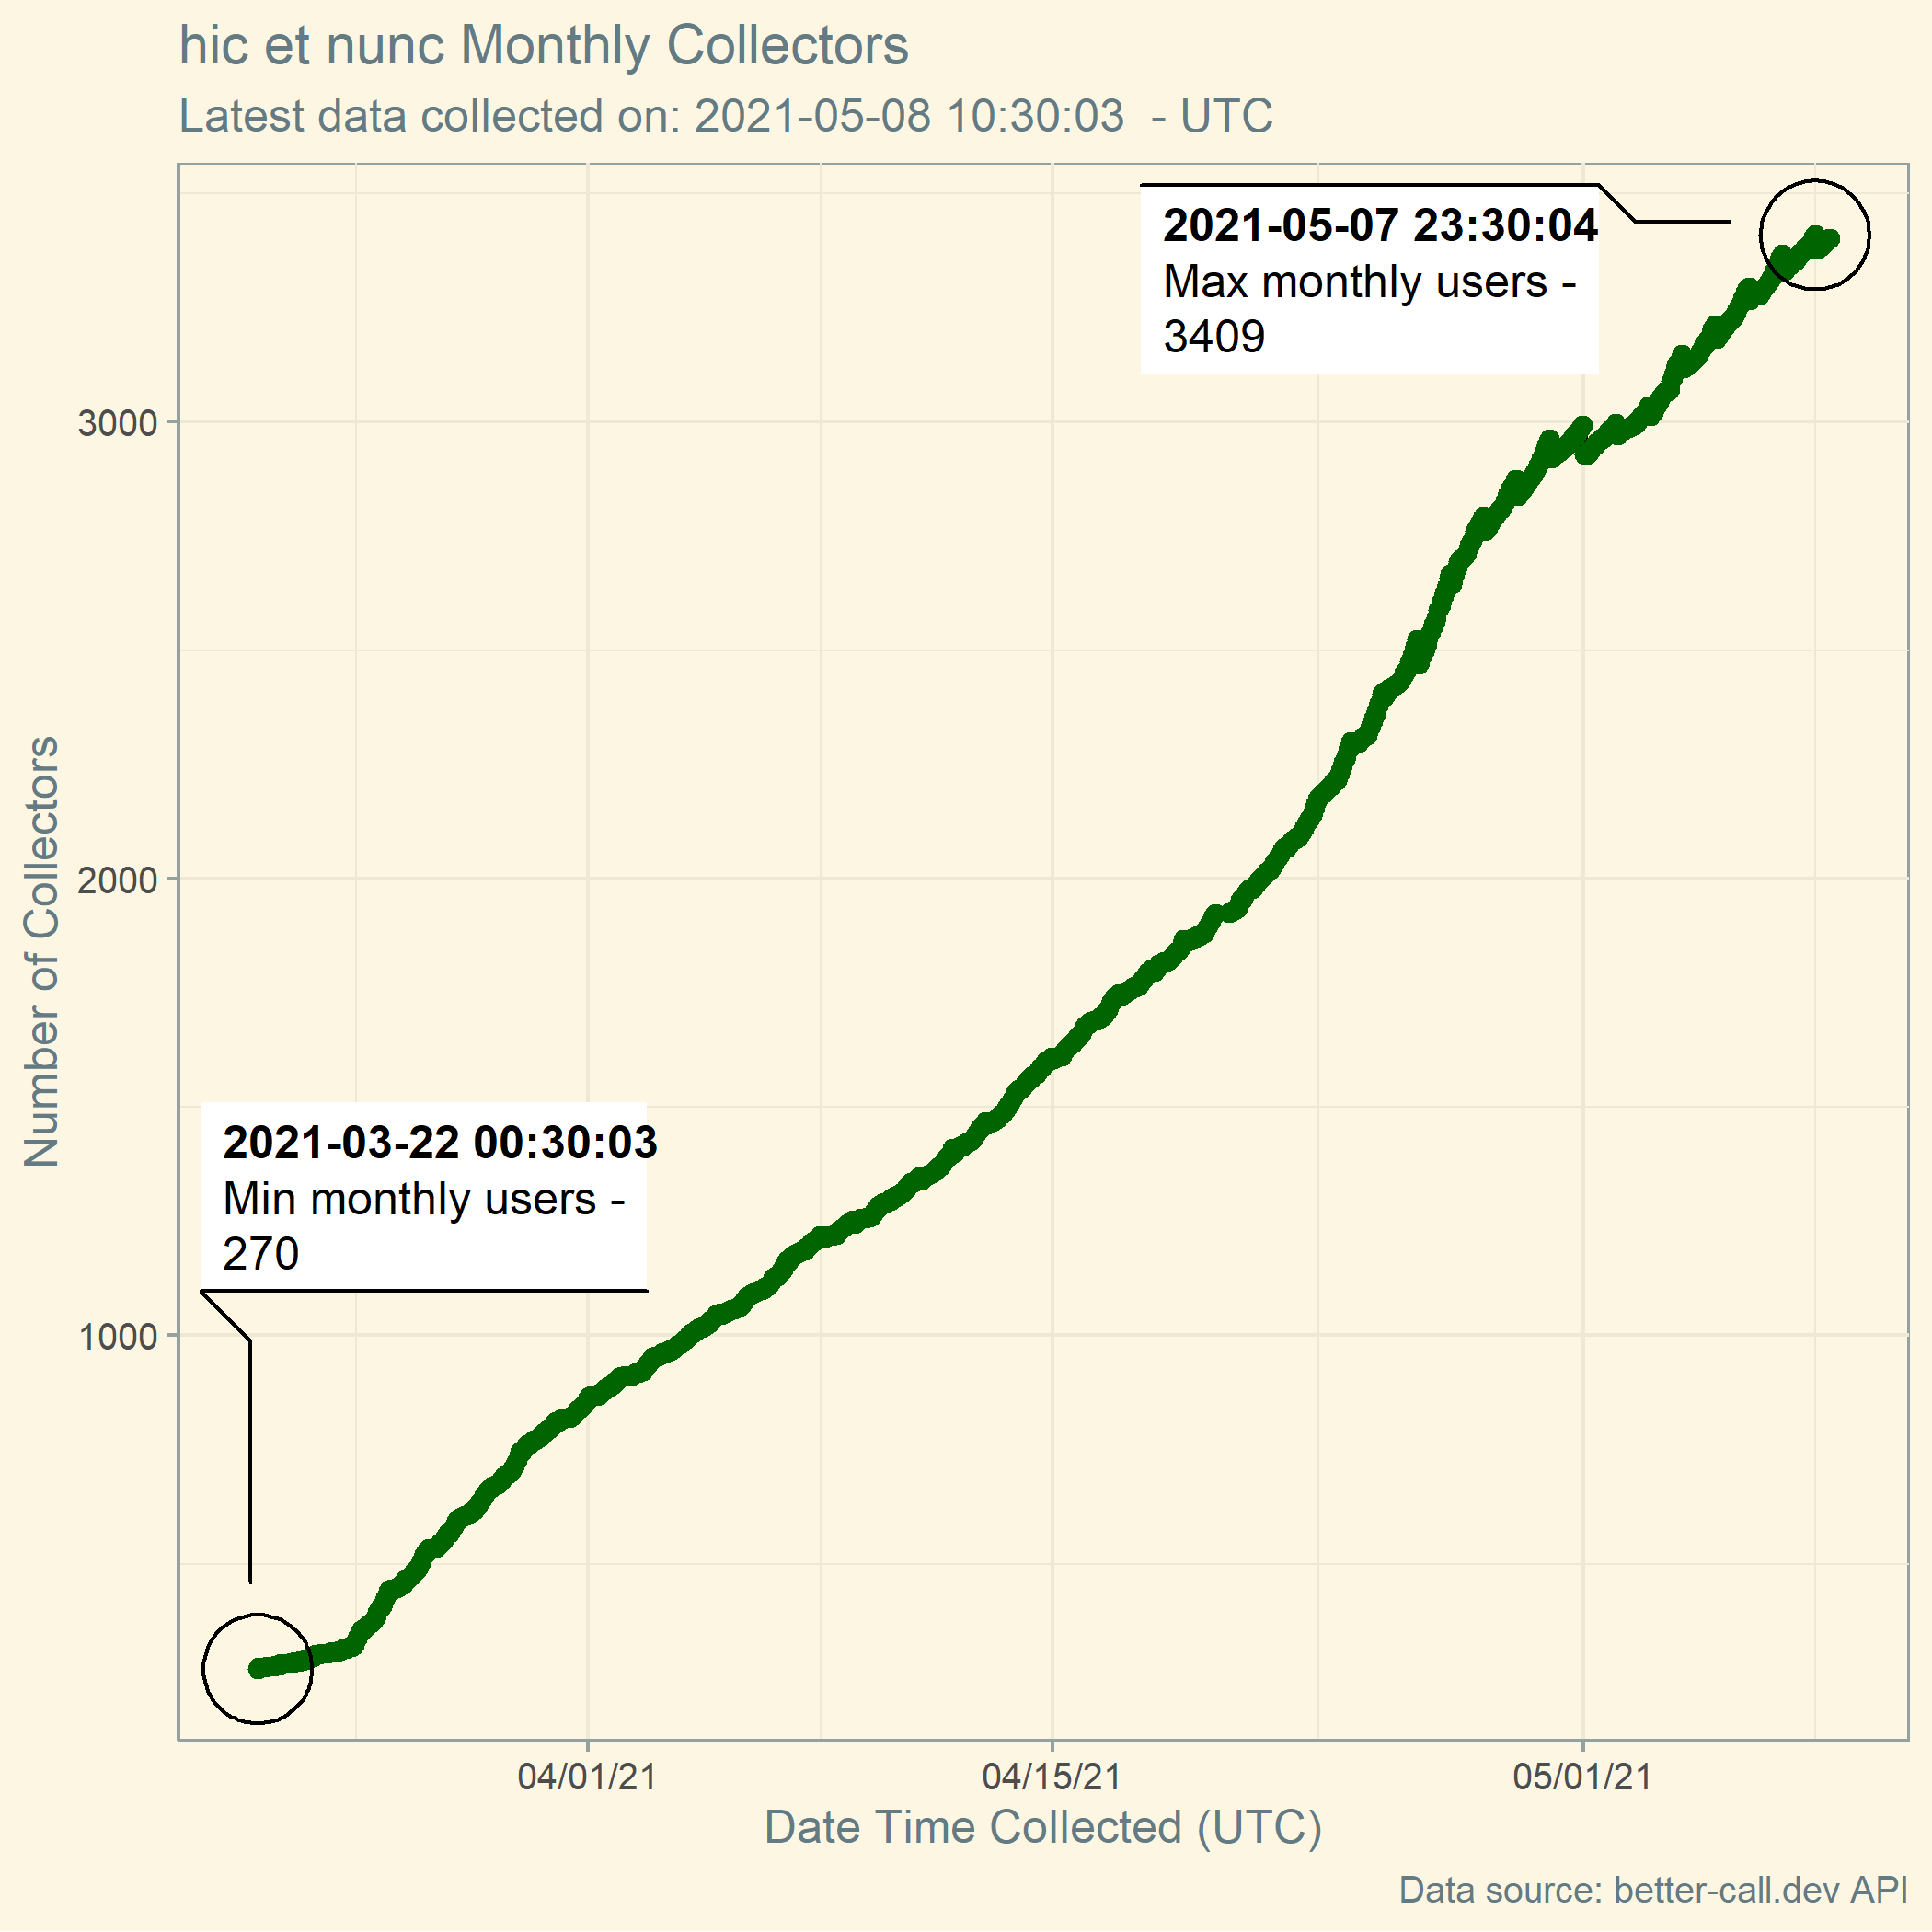 hic et nunc Monthly Collectors
Latest data collected on: 2021-05-08 10:30:03  - UTC
2021-05-07 23:30:04
Max monthly users -
3409
3000
2000
1000
Number of Collectors
2021-03-22 00:30:03
Min monthly users -
270
04/01/21
04/15/21
05/01/21
Date Time Collected (UTC)
Data source: better-call.dev API